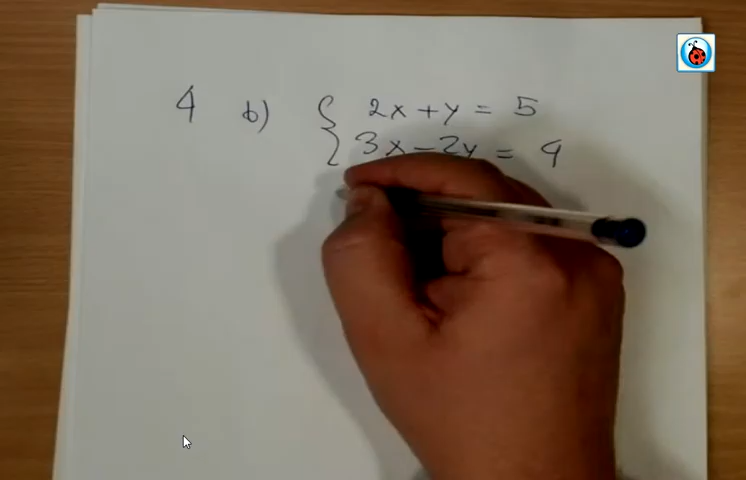 4 b) { 2x + y = 5
3x - 2y = 4